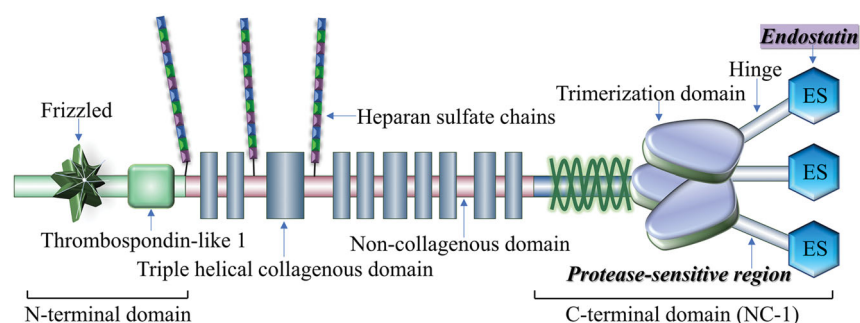 Endostatin
Hinge
ES
Trimerization domain
Frizzled
Heparan sulfate chains
ES
Thrombospondin-like 1
Non-collagenous domain
ES
Triple helical collagenous domain
Protease-sensitive region
N-terminal domain
C-terminal domain (NC-1)